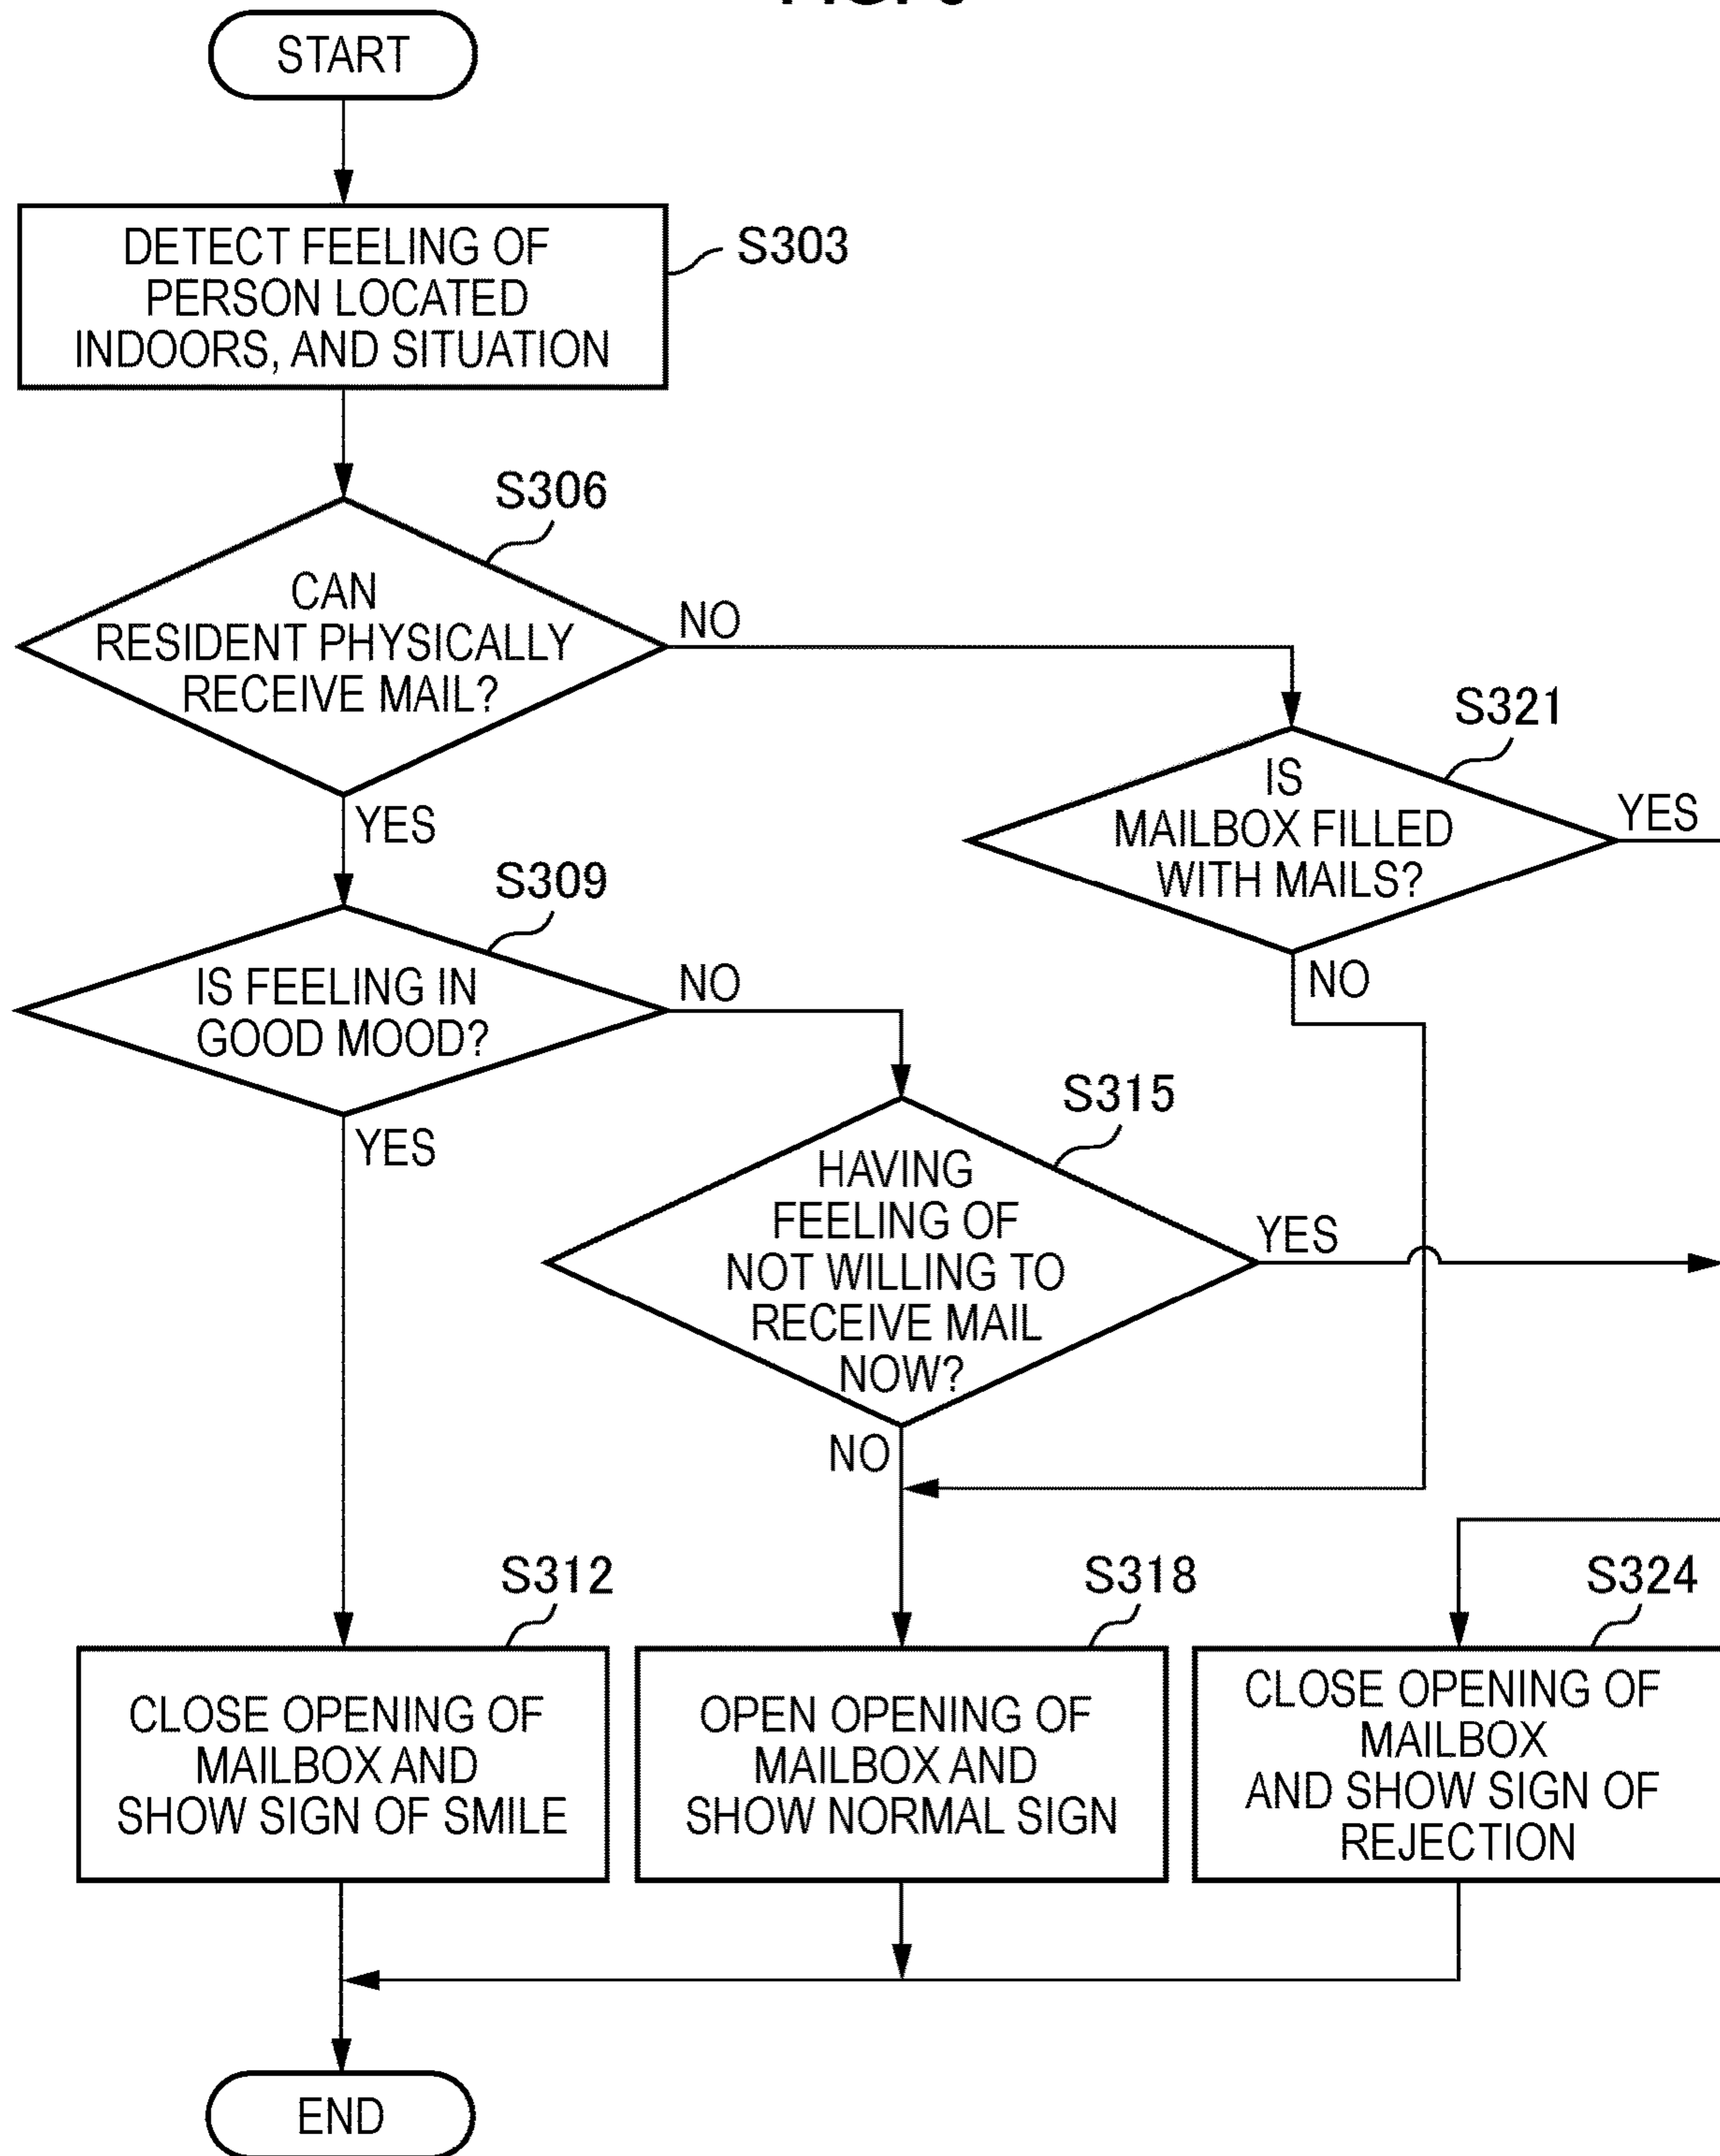 START
DETECT FEELING OF
PERSON LOCATED
INDOORS, AND SITUATION
S303
S306
CAN
RESIDENT PHYSICALLY
RECEIVE MAIL?
NO
YES
S321
IS
MAILBOX FILLED
WITH MAILS?
YES
NO
S309
IS FEELING IN
GOOD MOOD?
NO
YES
S315
HAVING
FEELING OF
NOT WILLING TO
RECEIVE MAIL
NOW?
YES
NO
S312
CLOSE OPENING OF
MAILBOX AND
SHOW SIGN OF SMILE
S318
OPEN OPENING OF
MAILBOX AND
SHOW NORMAL SIGN
S324
CLOSE OPENING OF
MAILBOX
AND SHOW SIGN OF
REJECTION
END